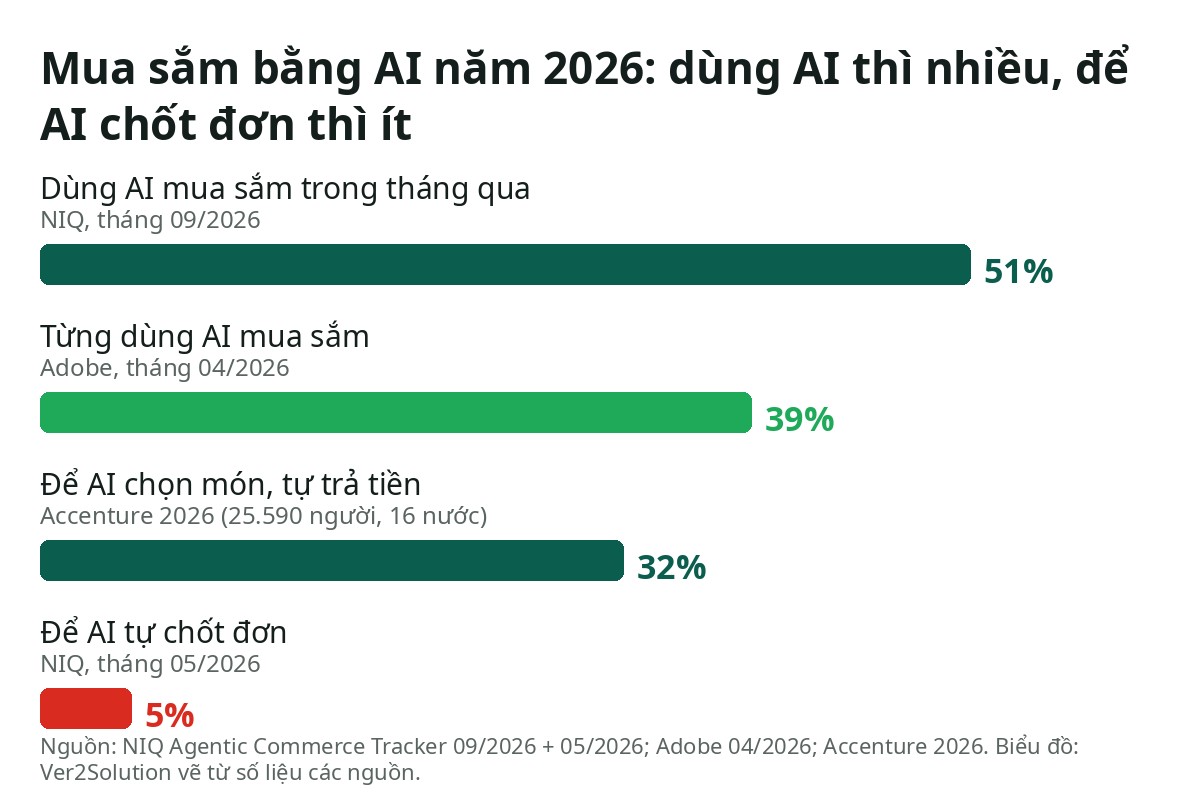 Mua sắm bằng AI năm 2026: dùng AI thì nhiều, để
AI chốt đơn thì ít
Dùng AI mua sắm trong tháng qua
NIQ, tháng 09/2026
51%
Từng dùng AI mua sắm
Adobe, tháng 04/2026
39%
Để AI chọn món, tự trả tiền
Accenture 2026 (25.590 người, 16 nước)
32%
Để AI tự chốt đơn
NIQ, tháng 05/2026
5%
Nguồn: NIQ Agentic Commerce Tracker 09/2026 + 05/2026; Adobe 04/2026; Accenture 2026. Biểu đồ:
Ver2Solution vẽ từ số liệu các nguồn.